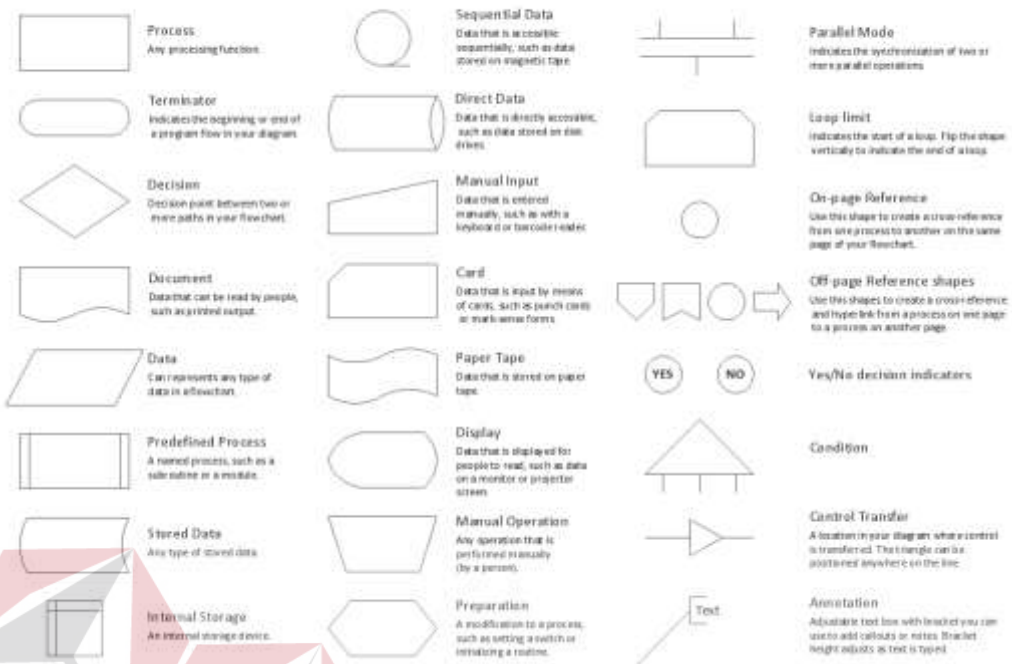 Process
Any processing function.
Terminator
Indicates the beginning or end of
a program flow in your diagram.
Decision
Decision point between two or
more paths in your flowchart.
Document
Data that can be read by people,
such as printed output.
Data
Can represents any type of
data in a flowchart.
Predefined Process
A named process, such as a
subroutine or a module.
Stored Data
Any type of stored data.
Internal Storage
An internal storage device.
Sequential Data
Data that is accessible
sequentially, such as data
stored on magnetic tape.
Direct Data
Data that is directly accessible,
such as data stored on disk
drives.
Manual Input
Data that is entered
manually, such as with a
keyboard or barcode reader.
Card
Data that is input by means
of cards, such as punch cards
or mark-sense forms.
Paper Tape
Data that is stored on paper
tape.
Display
Data that is displayed for
people to read, such as data
on a monitor or projector
screen.
Manual Operation
Any operation that is
performed manually
(by a person).
Preparation
A modification to a process,
such as setting a switch or
initializing a routine.
Parallel Mode
Indicates the synchronization of two or
more parallel operations.
Loop limit
Indicates the start of a loop. Flip the shape
vertically to indicate the end of a loop.
On-page Reference
Use this shape to create a cross-reference
from one process to another on the same
page of your flowchart.
Off-page Reference shapes
Use this shapes to create a cross-reference
and hyperlink from a process on one page
to a process on another page.
YES
NO
Yes/No decision indicators
Condition
Control Transfer
A location in your diagram where control
is transferred. The triangle can be
positioned anywhere on the line.
Text
Annotation
Adjustable text box with bracket you can
use to add callouts or notes. Bracket
height adjusts as text is typed.